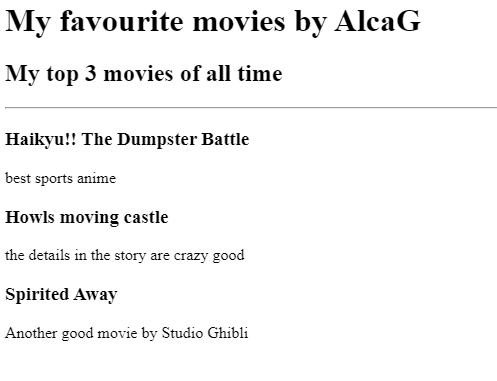 My favourite movies by AlcaG
My top 3 movies of all time
Haikyu!! The Dumpster Battle
best sports anime
Howls moving castle
the details in the story are crazy good
Spirited Away
Another good movie by Studio Ghibli